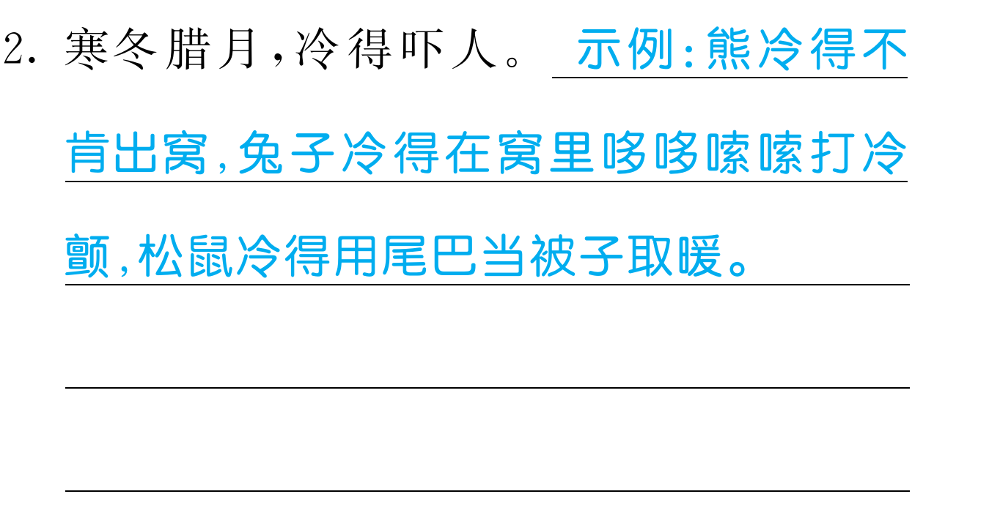 2. 寒冬腊月,冷得吓人。 示例:熊冷得不
肯出窝,兔子冷得在窝里哆哆嗦嗦打冷
颤,松鼠冷得用尾巴当被子取暖。